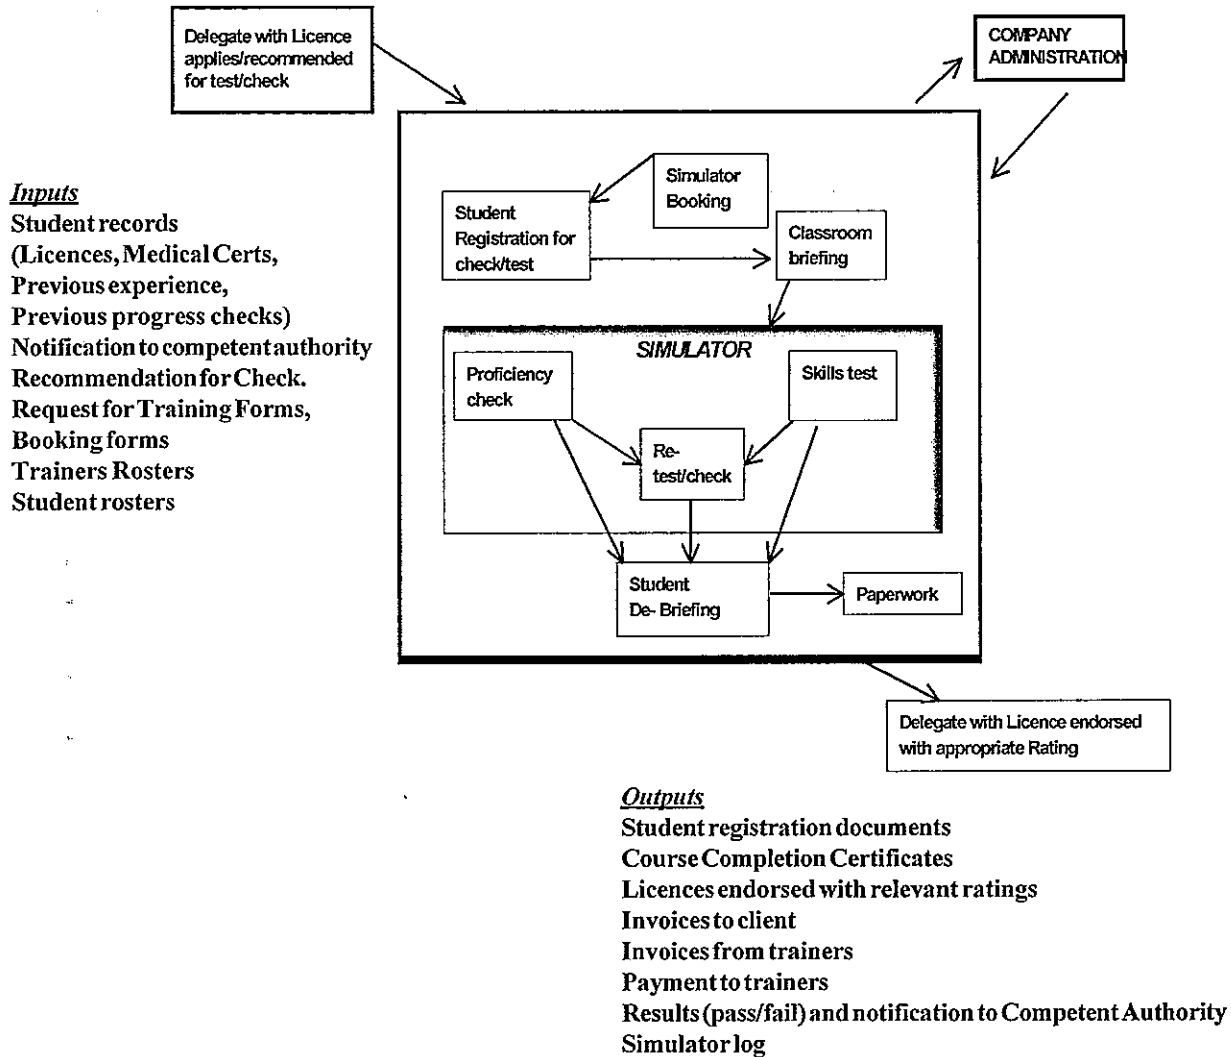 Delegate with Licence
applies/recommended
for test/check
COMPANY
ADMINISTRATION
Inputs
Student records
(Licences, Medical Certs,
Previous experience,
Previous progress checks)
Notification to competent authority
Recommendation for Check.
Request for Training Forms,
Booking forms
Trainers Rosters
Student rosters
Simulator
Booking
Student
Registration for
check/test
Classroom
briefing
SIMULATOR
Proficiency
check
Skills test
Re-
test/check
Student
De- Briefing
Paperwork
Delegate with Licence endorsed
with appropriate Rating
Outputs
Student registration documents
Course Completion Certificates
Licences endorsed with relevant ratings
Invoices to client
Invoices from trainers
Payment to trainers
Results (pass/fail) and notification to Competent Authority
Simulator log